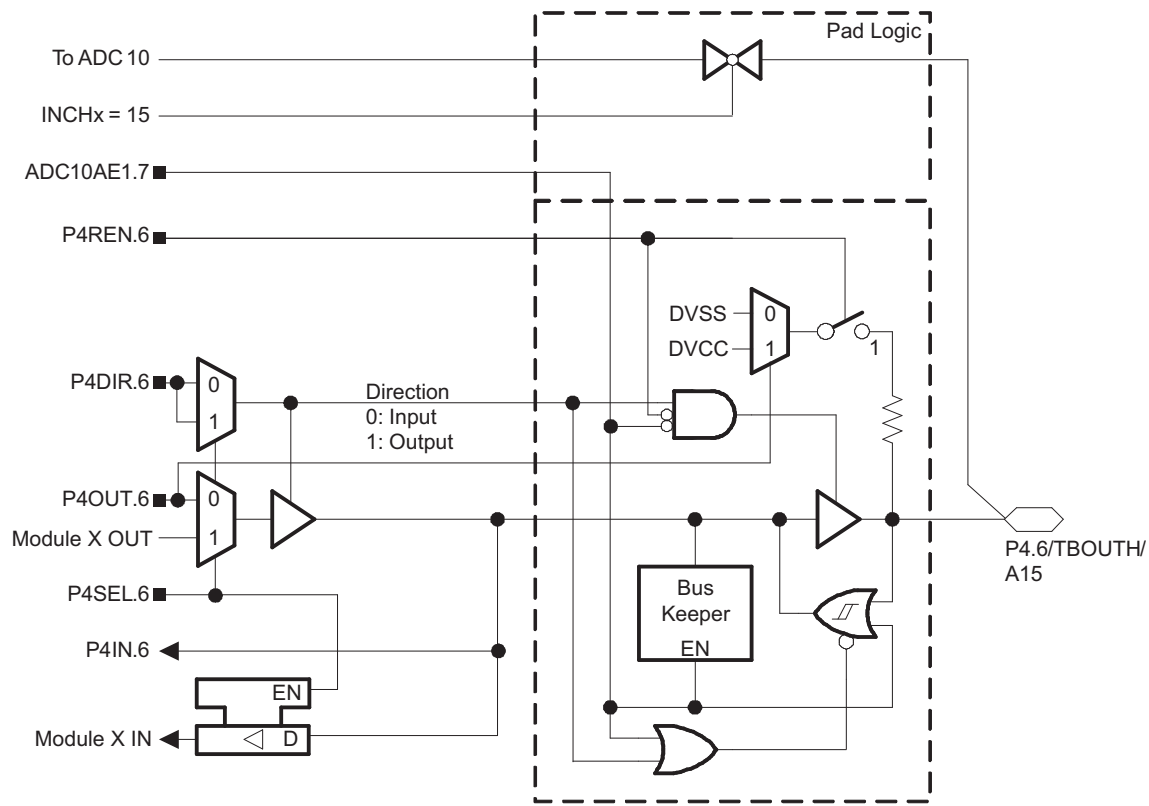 Pad Logic
To ADC 10
INCHx = 15
ADC10AE1.7
P4REN.6
DVSS
0
DVCC
1
1
P4DIR.6
0
1
Direction
0: Input
1: Output
P4OUT.6
0
Module X OUT
1
P4.6/TBOUTH/
A15
P4SEL.6
Bus
Keeper
EN
P4IN.6
EN
Module X IN
D